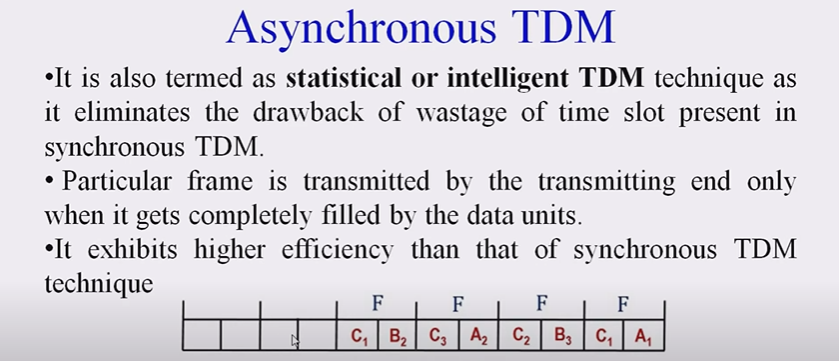 Asynchronous TDM
•It is also termed as statistical or intelligent TDM technique as
it eliminates the drawback of wastage of time slot present in
synchronous TDM.
• Particular frame is transmitted by the transmitting end only
when it gets completely filled by the data units.
•It exhibits higher efficiency than that of synchronous TDM
technique
F F F F
C₁ B₂ C₃ A₂ C₂ B₃ C₁ A₁